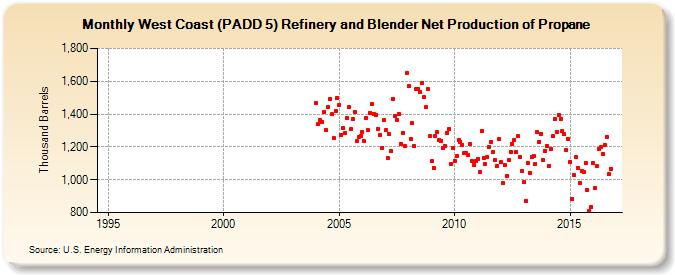 Monthly West Coast (PADD 5) Refinery and Blender Net Production of Propane
Thousand Barrels
1,800
1,600
1,400
1,200
1,000
800
1995 2000 2005 2010 2015
Source: U.S. Energy Information Administration